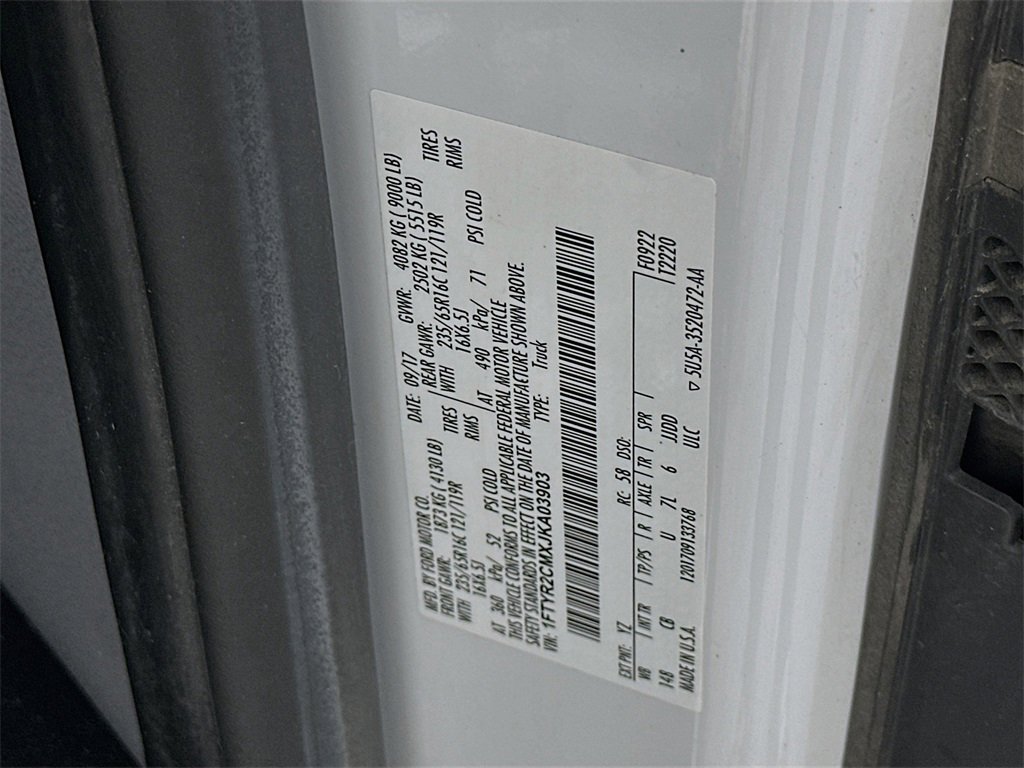 MFD. BY FORD MOTOR CO. DATE: 09/17 GVWR: 4082 KG ( 9000 LB)
FRONT GAWR: 1873 KG ( 4130 LB) REAR GAWR: 2502 KG ( 5515 LB)
WITH 235/65R16C 121/119R TIRES WITH 235/65R16C 121/119R TIRES
16X6.5J RIMS 16X6.5J RIMS
AT 360 kPa/ 52 PSI COLD AT 490 kPa/ 71 PSI COLD
THIS VEHICLE CONFORMS TO ALL APPLICABLE FEDERAL MOTOR VEHICLE
SAFETY STANDARDS IN EFFECT ON THE DATE OF MANUFACTURE SHOWN ABOVE.
VIN: 1FTYR2CMXJKA03903 TYPE: Truck
EXT PNT: YZ RC: 58 DSO: F0922
WB INT TR TP/PS R AXLE TR SPR T2220
148 CB U 7L 6 JJDD
MADE IN U.S.A. 1201709133768 ULC ▽ 5U5A-3520472-AA